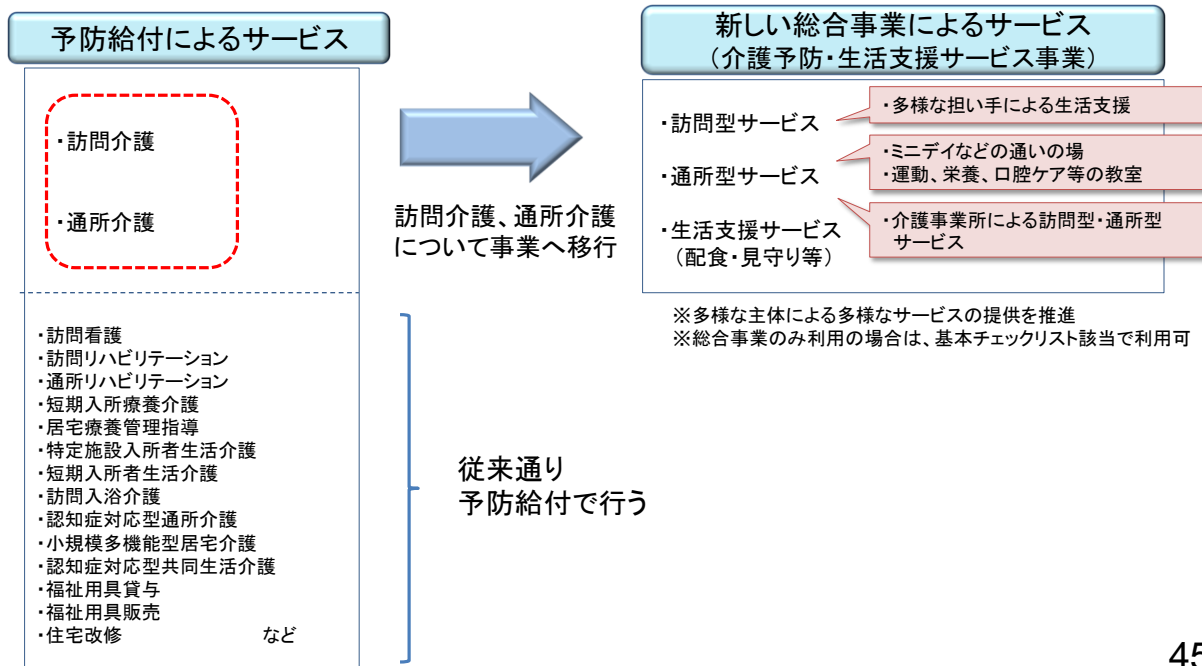 予防給付によるサービス
・訪問介護
・通所介護
・訪問看護
・訪問リハビリテーション
・通所リハビリテーション
・短期入所療養介護
・居宅療養管理指導
・特定施設入所者生活介護
・短期入所者生活介護
・訪問入浴介護
・認知症対応型通所介護
・小規模多機能型居宅介護
・認知症対応型共同生活介護
・福祉用具貸与
・福祉用具販売
・住宅改修 など
訪問介護、通所介護
について事業へ移行
従来通り
予防給付で行う
新しい総合事業によるサービス
（介護予防・生活支援サービス事業）
・訪問型サービス
・多様な担い手による生活支援
・通所型サービス
・ミニデイなどの通いの場
・運動、栄養、口腔ケア等の教室
・生活支援サービス
（配食・見守り等）
・介護事業所による訪問型・通所型
サービス
※多様な主体による多様なサービスの提供を推進
※総合事業のみ利用の場合は、基本チェックリスト該当で利用可
45